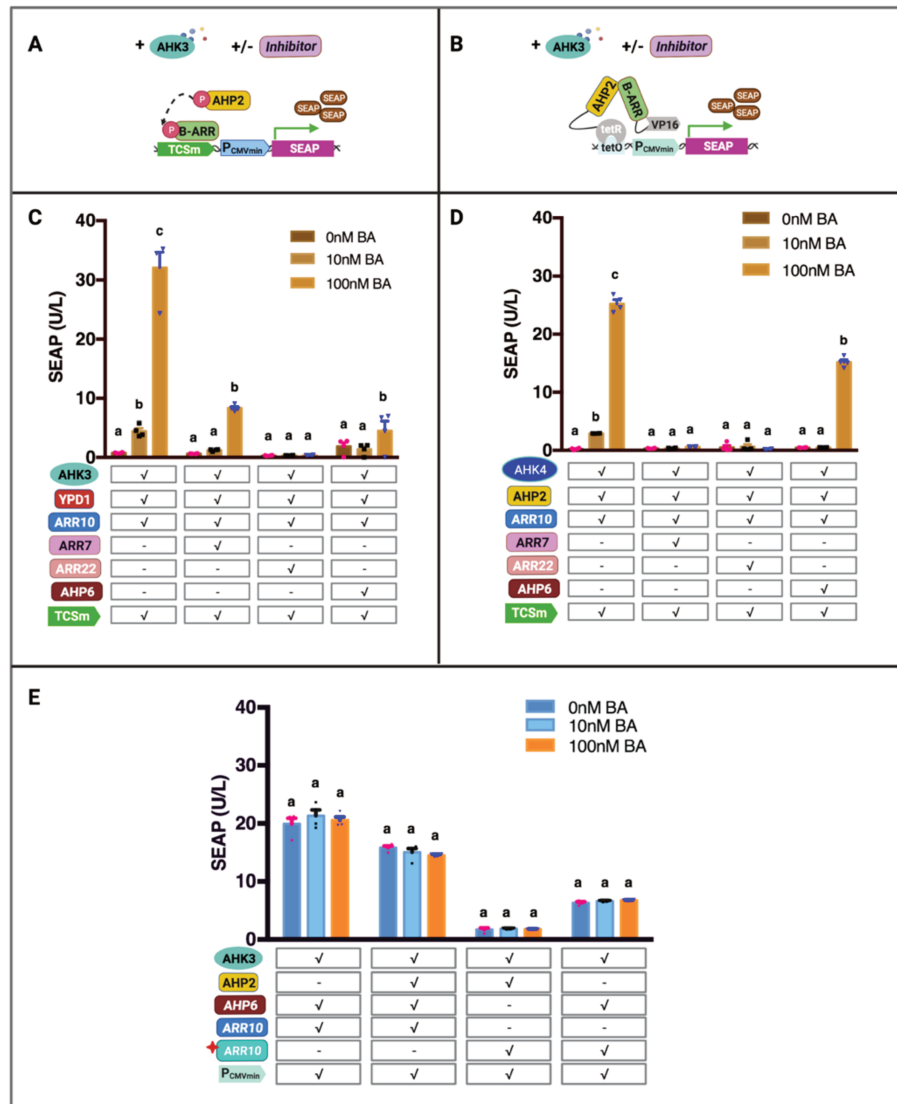 A
+ AHK3 +/- Inhibitor
P AHP2
SEAP
SEAP
SEAP
P B-ARR
TCSm PCMVmin SEAP
B
+ AHK3 +/- Inhibitor
AHP2 B-ARR
SEAP
SEAP
SEAP
tetR VP16
tetO PCMVmin SEAP
C
SEAP (U/L)
40
30
20
10
0
0nM BA
10nM BA
100nM BA
a b c a a b a a a a a b
AHK3 √ √ √ √
YPD1 √ √ √ √
ARR10 √ √ √ √
ARR7 - √ - -
ARR22 - - √ -
AHP6 - - - √
TCSm √ √ √ √
D
SEAP (U/L)
40
30
20
10
0
0nM BA
10nM BA
100nM BA
a b c a a a a a a a a b
AHK4 √ √ √ √
AHP2 √ √ √ √
ARR10 √ √ √ √
ARR7 - √ - -
ARR22 - - √ -
AHP6 - - - √
TCSm √ √ √ √
E
SEAP (U/L)
40
30
20
10
0
0nM BA
10nM BA
100nM BA
a a a a a a a a a a a a
AHK3 √ √ √ √
AHP2 - √ √ -
AHP6 √ √ - √
ARR10 √ √ - -
ARR10 - - √ √
PCMVmin √ √ √ √